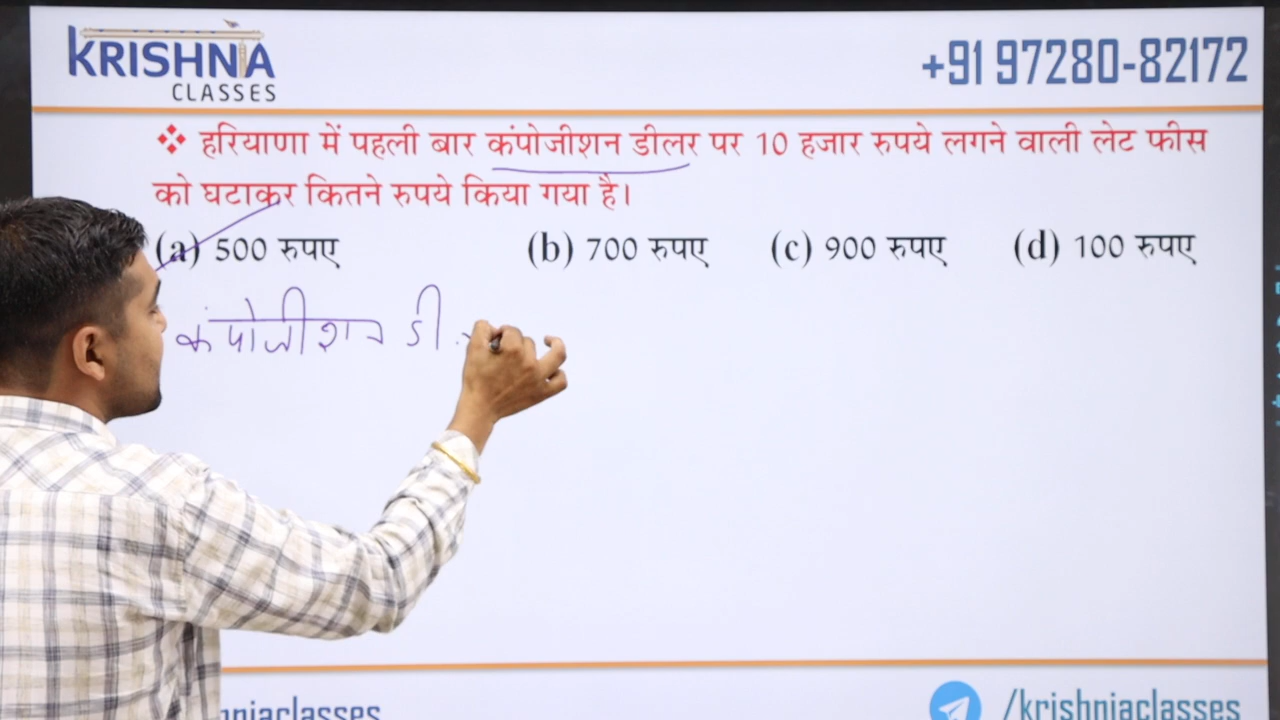 KRISHNIA
CLASSES
+91 97280-82172
❖ हरियाणा में पहली बार कंपोजीशन डीलर पर 10 हजार रुपये लगने वाली लेट फीस
को घटाकर कितने रुपये किया गया है।
(a) 500 रुपए (b) 700 रुपए (c) 900 रुपए (d) 100 रुपए
कंपोजीशन डी
/krishniaclasses